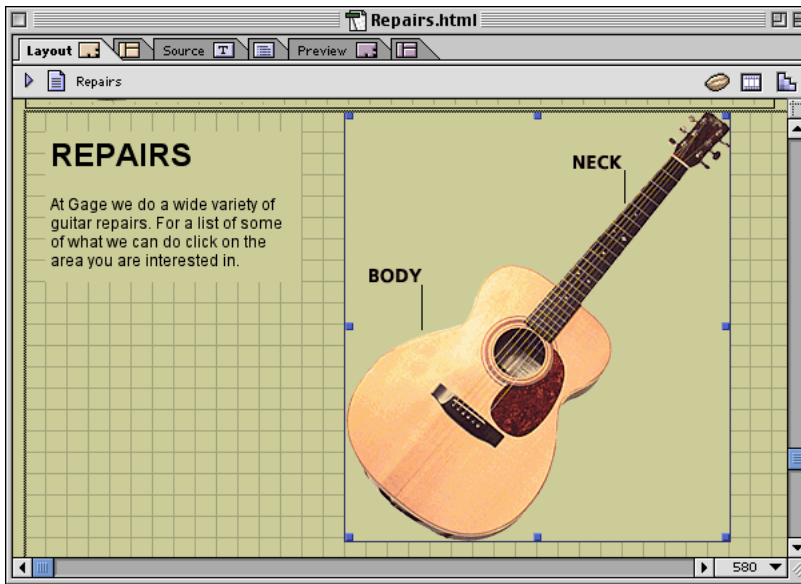 Repairs.html
Layout
Source
T
Preview
Repairs
REPAIRS
At Gage we do a wide variety of
guitar repairs. For a list of some
of what we can do click on the
area you are interested in.
NECK
BODY
580